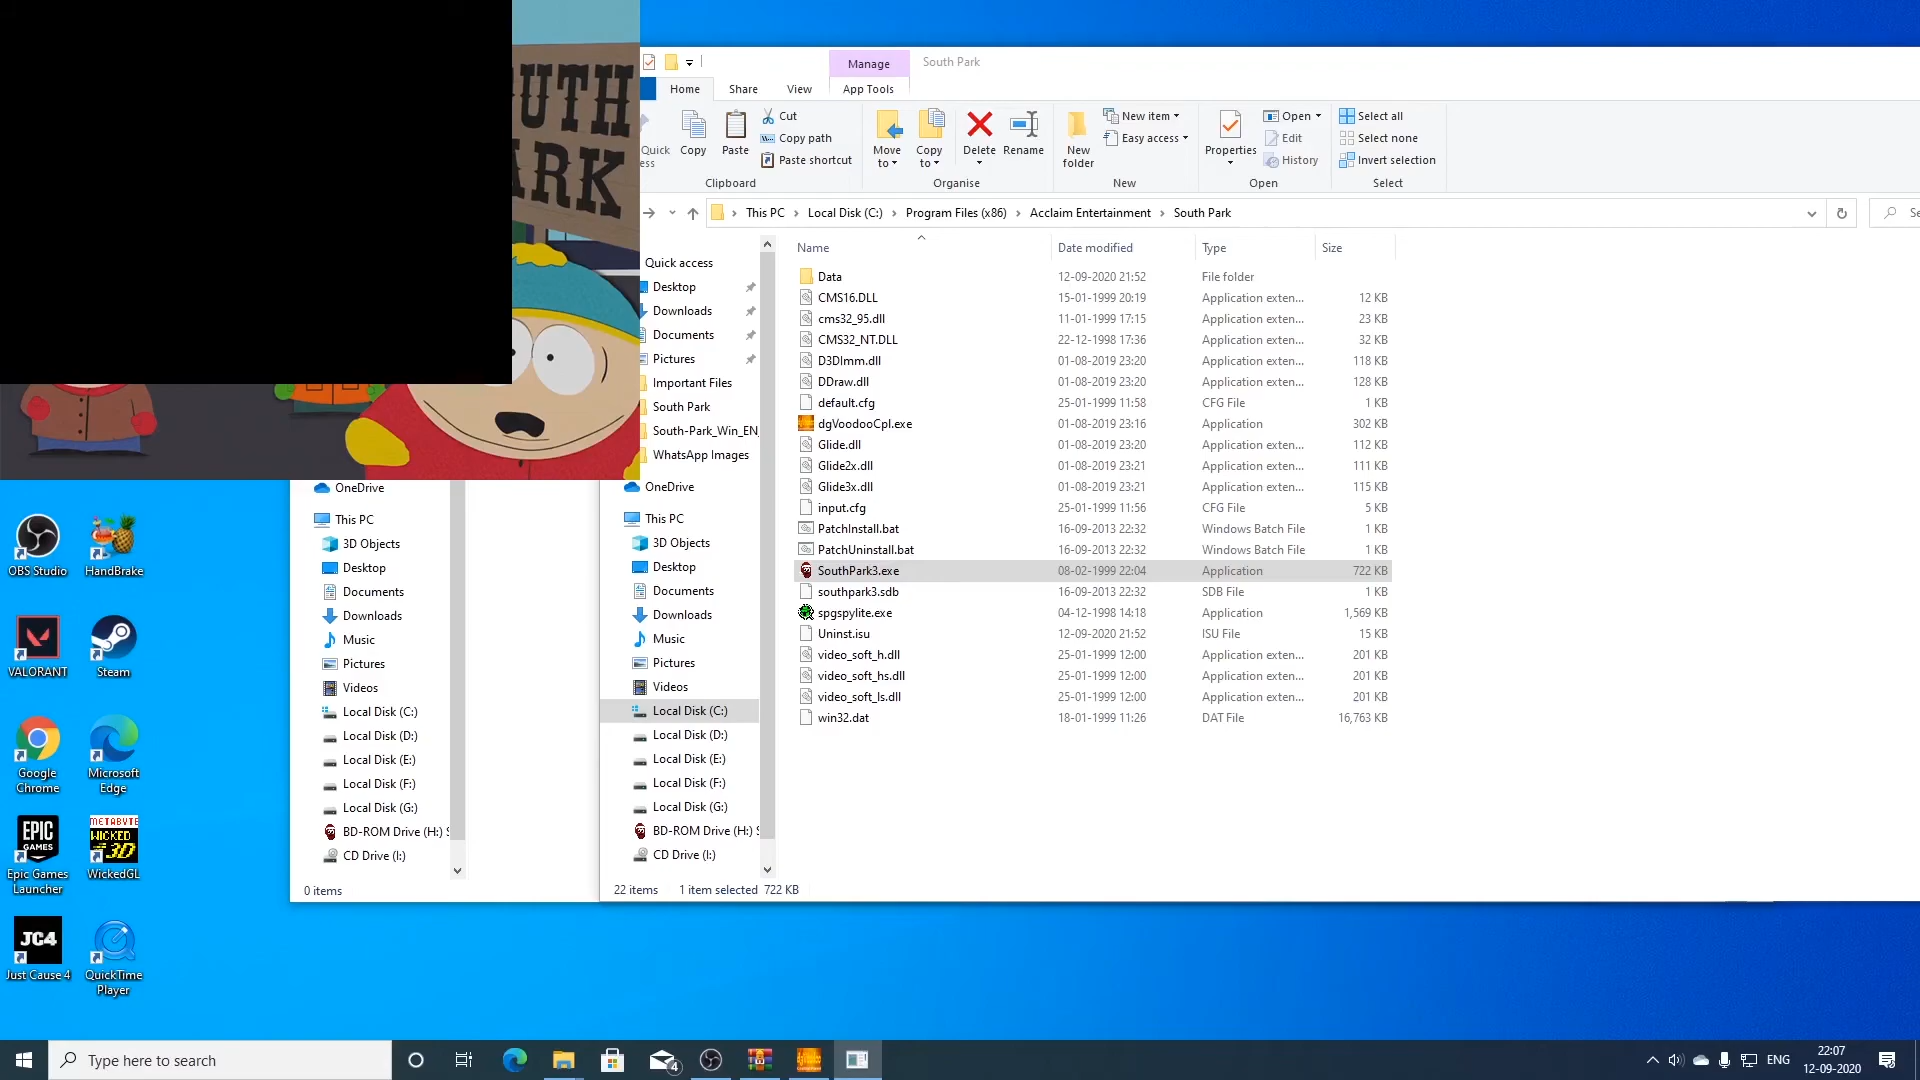 UTH
ARK
Manage
South Park
Home
Share
View
App Tools
Quick
ess
Copy
Paste
Cut
Copy path
Paste shortcut
Clipboard
Move to
Copy to
Delete
Rename
Organise
New folder
New item
Easy access
New
Properties
Open
Edit
History
Open
Select all
Select none
Invert selection
Select
This PC
Local Disk (C:)
Program Files (x86)
Acclaim Entertainment
South Park
Se
Name
Date modified
Type
Size
Quick access
Desktop
Downloads
Documents
Pictures
Important Files
South Park
South-Park_Win_EN_
WhatsApp Images
OneDrive
This PC
3D Objects
Desktop
Documents
Downloads
Music
Pictures
Videos
Local Disk (C:)
Local Disk (D:)
Local Disk (E:)
Local Disk (F:)
Local Disk (G:)
BD-ROM Drive (H:) S
CD Drive (I:)
Data 12-09-2020 21:52 File folder
CMS16.DLL 15-01-1999 20:19 Application exten... 12 KB
cms32_95.dll 11-01-1999 17:15 Application exten... 23 KB
CMS32_NT.DLL 22-12-1998 17:36 Application exten... 32 KB
D3DImm.dll 01-08-2019 23:20 Application exten... 118 KB
DDraw.dll 01-08-2019 23:20 Application exten... 128 KB
default.cfg 25-01-1999 11:58 CFG File 1 KB
dgVoodooCpl.exe 01-08-2019 23:16 Application 302 KB
Glide.dll 01-08-2019 23:20 Application exten... 112 KB
Glide2x.dll 01-08-2019 23:21 Application exten... 111 KB
Glide3x.dll 01-08-2019 23:21 Application exten... 115 KB
input.cfg 25-01-1999 11:56 CFG File 5 KB
PatchInstall.bat 16-09-2013 22:32 Windows Batch File 1 KB
PatchUninstall.bat 16-09-2013 22:32 Windows Batch File 1 KB
SouthPark3.exe 08-02-1999 22:04 Application 722 KB
southpark3.sdb 16-09-2013 22:32 SDB File 1 KB
spgspylite.exe 04-12-1998 14:18 Application 1,569 KB
Uninst.isu 12-09-2020 21:52 ISU File 15 KB
video_soft_h.dll 25-01-1999 12:00 Application exten... 201 KB
video_soft_hs.dll 25-01-1999 12:00 Application exten... 201 KB
video_soft_ls.dll 25-01-1999 12:00 Application exten... 201 KB
win32.dat 18-01-1999 11:26 DAT File 16,763 KB
22 items 1 item selected 722 KB
OneDrive
This PC
3D Objects
Desktop
Documents
Downloads
Music
Pictures
Videos
Local Disk (C:)
Local Disk (D:)
Local Disk (E:)
Local Disk (F:)
Local Disk (G:)
BD-ROM Drive (H:) S
CD Drive (I:)
0 items
OBS Studio
HandBrake
VALORANT
Steam
Google Chrome
Microsoft Edge
EPIC
GAMES
Epic Games Launcher
METABYTE
WICKED
3D
WickedGL
JC4
Just Cause 4
QuickTime Player
Type here to search
4
ENG
22:07
12-09-2020